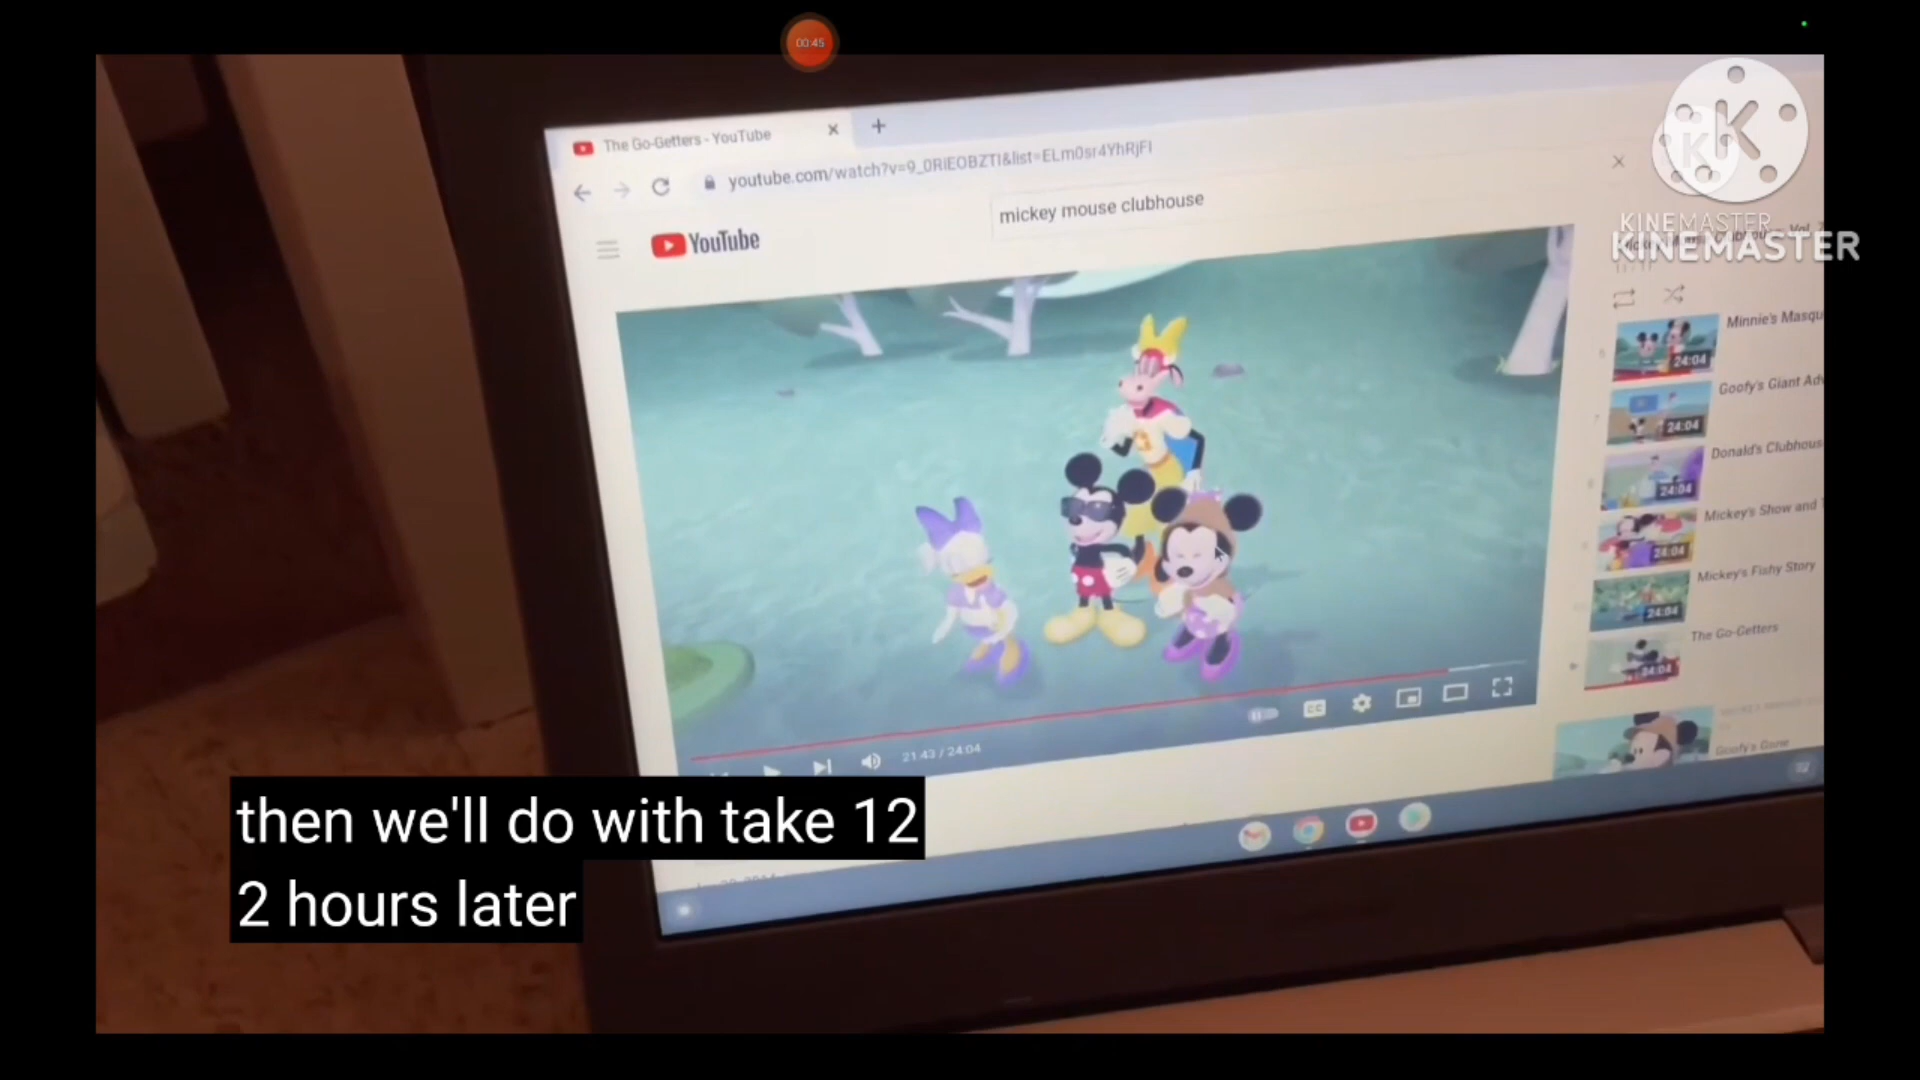 00:45
The Go-Getters - YouTube
youtube.com/watch?v=9_0RiEOBZTI&list=ELm0sr4YhRjFI
mickey mouse clubhouse
YouTube
KINEMASTER
KINEMASTER
Minnie's Masqu
24:04
Goofy's Giant Adv
24:04
Donald's Clubhous
24:04
Mickey's Show and
24:04
Mickey's Fishy Story
24:04
The Go-Getters
24:04
Goofy's Game
CC
21:43 / 24:04
then we'll do with take 12
2 hours later